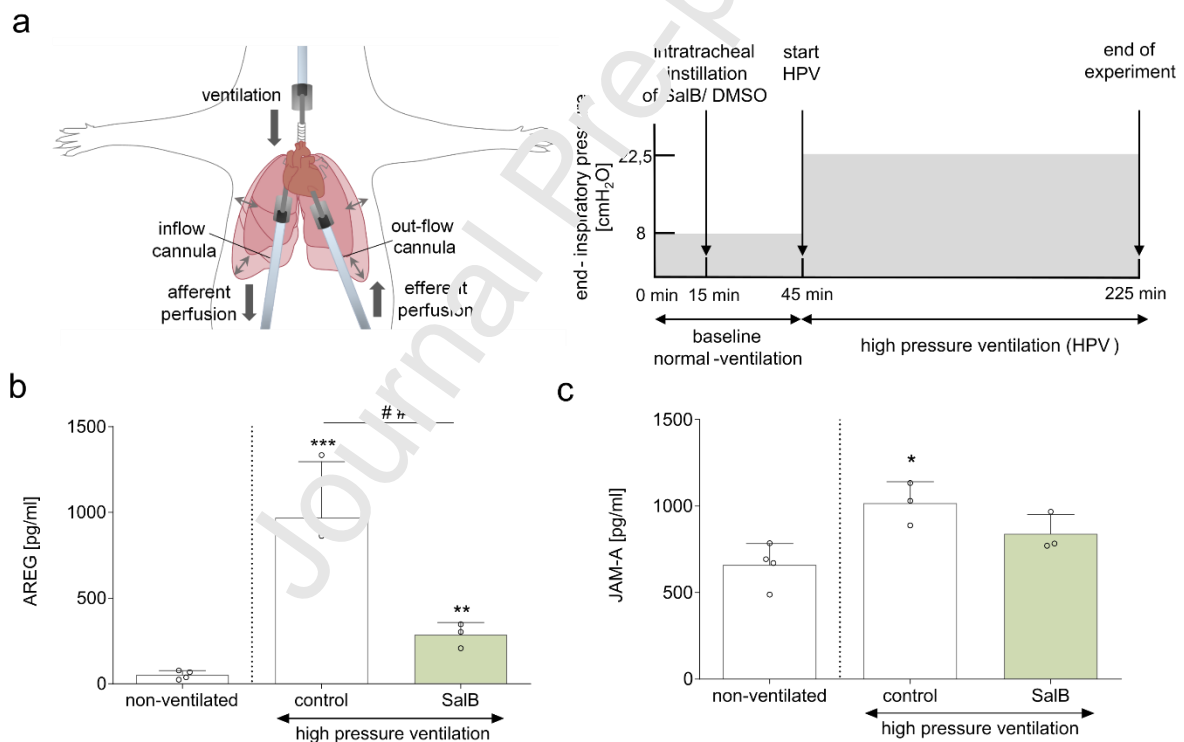 a
ventilation
inflow
cannula
out-flow
cannula
afferent
perfusion
efferent
perfusion
intratracheal
instillation
of SalB/ DMSO
start
HPV
end of
experiment
end - inspiratory pressure
[cmH₂O]
22,5
8
0 min
15 min
45 min
225 min
baseline
normal -ventilation
high pressure ventilation (HPV )
Journal Pre-p
b
AREG [pg/ml]
1500
1000
500
0
***
# #
**
non-ventilated
control
SalB
high pressure ventilation
c
JAM-A [pg/ml]
1500
1000
500
0
*
non-ventilated
control
SalB
high pressure ventilation